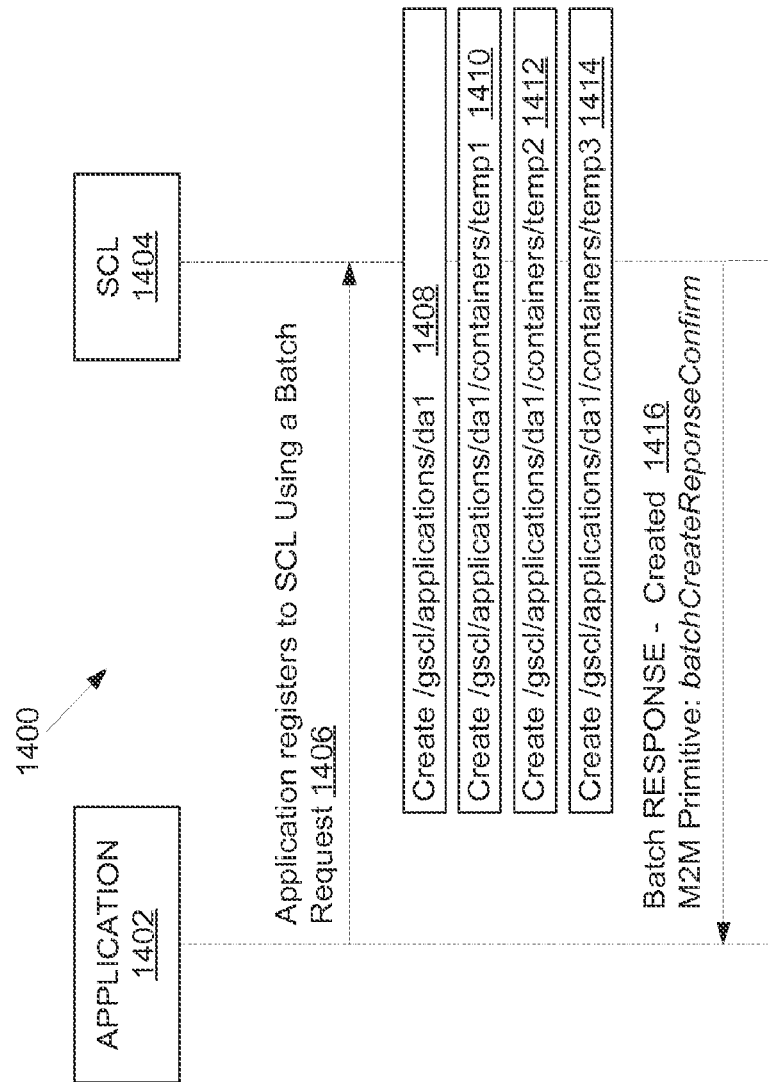 1400
APPLICATION
1402
SCL
1404
Application registers to SCL Using a Batch
Request 1406
Create /gscl/applications/da1 1408
Create /gscl/applications/da1/containers/temp1 1410
Create /gscl/applications/da1/containers/temp2 1412
Create /gscl/applications/da1/containers/temp3 1414
Batch RESPONSE - Created 1416
M2M Primitive: batchCreateReponseConfirm